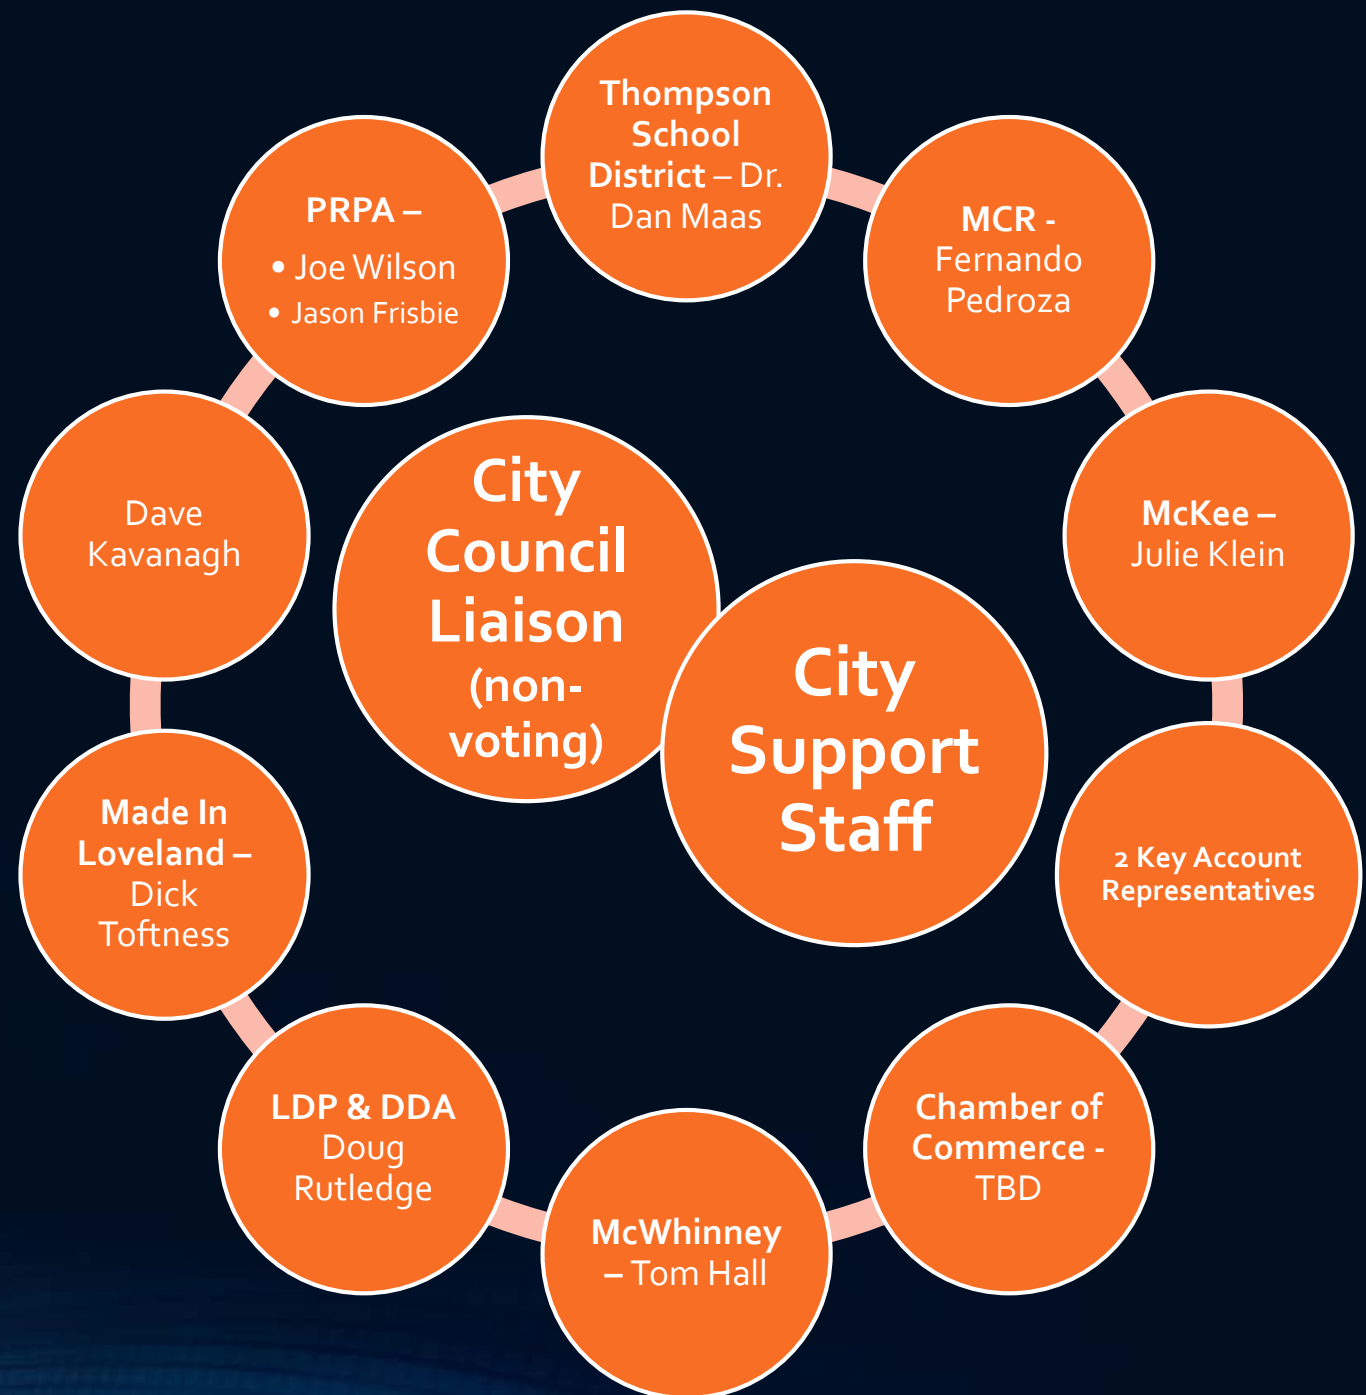 Thompson
School
District – Dr.
Dan Maas
MCR -
Fernando
Pedroza
McKee –
Julie Klein
2 Key Account
Representatives
Chamber of
Commerce -
TBD
McWhinney
– Tom Hall
LDP & DDA
Doug
Rutledge
Made In
Loveland –
Dick
Toftness
Dave
Kavanagh
PRPA –
• Joe Wilson
• Jason Frisbie
City
Council
Liaison
(non-
voting)
City
Support
Staff